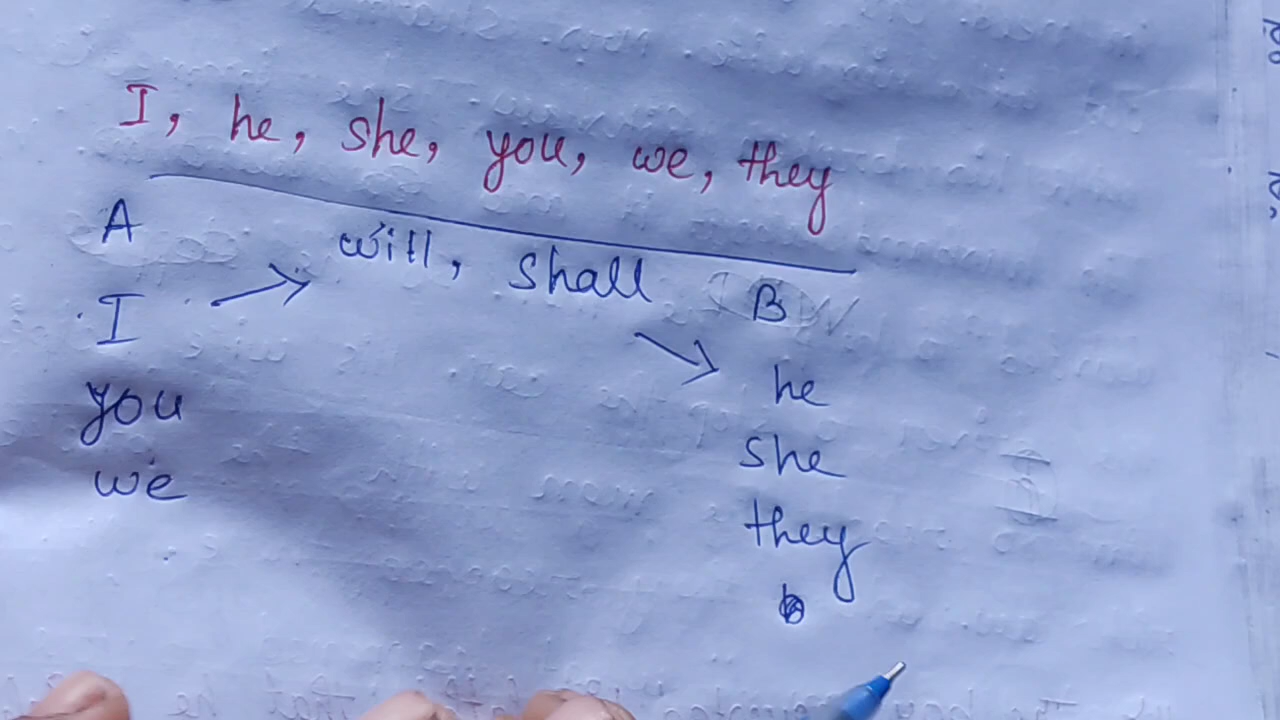 I, he, she, you, we, they
A
will, shall
B
I
he
you
she
we
they